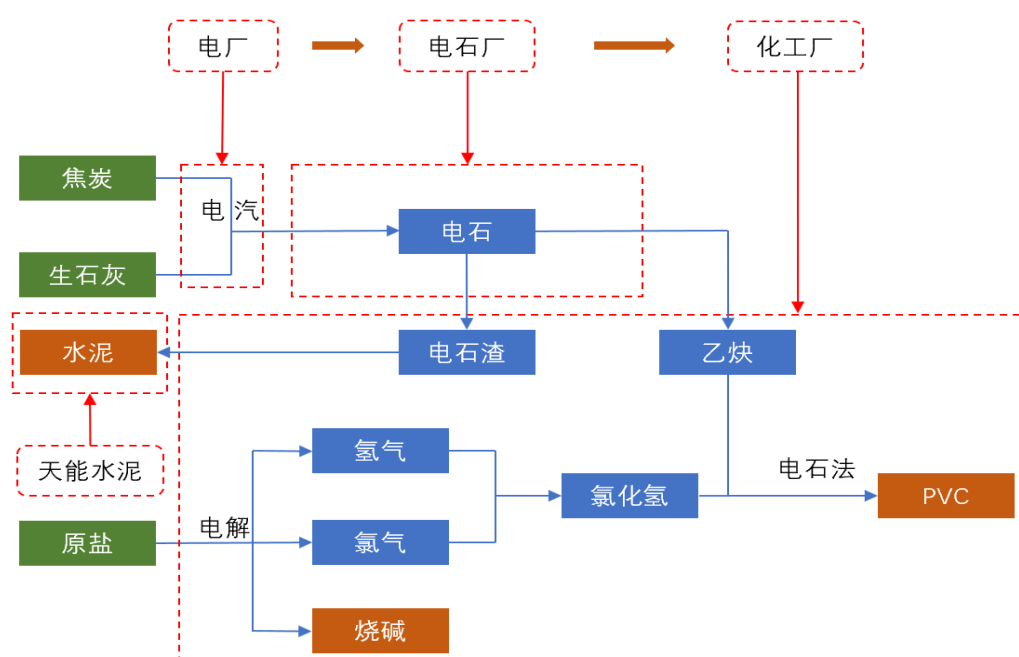 电厂
电石厂
化工厂
焦炭
电 汽
电石
生石灰
水泥
电石渣
乙炔
天能水泥
氢气
电石法
氯化氢
PVC
原盐
电解
氯气
烧碱